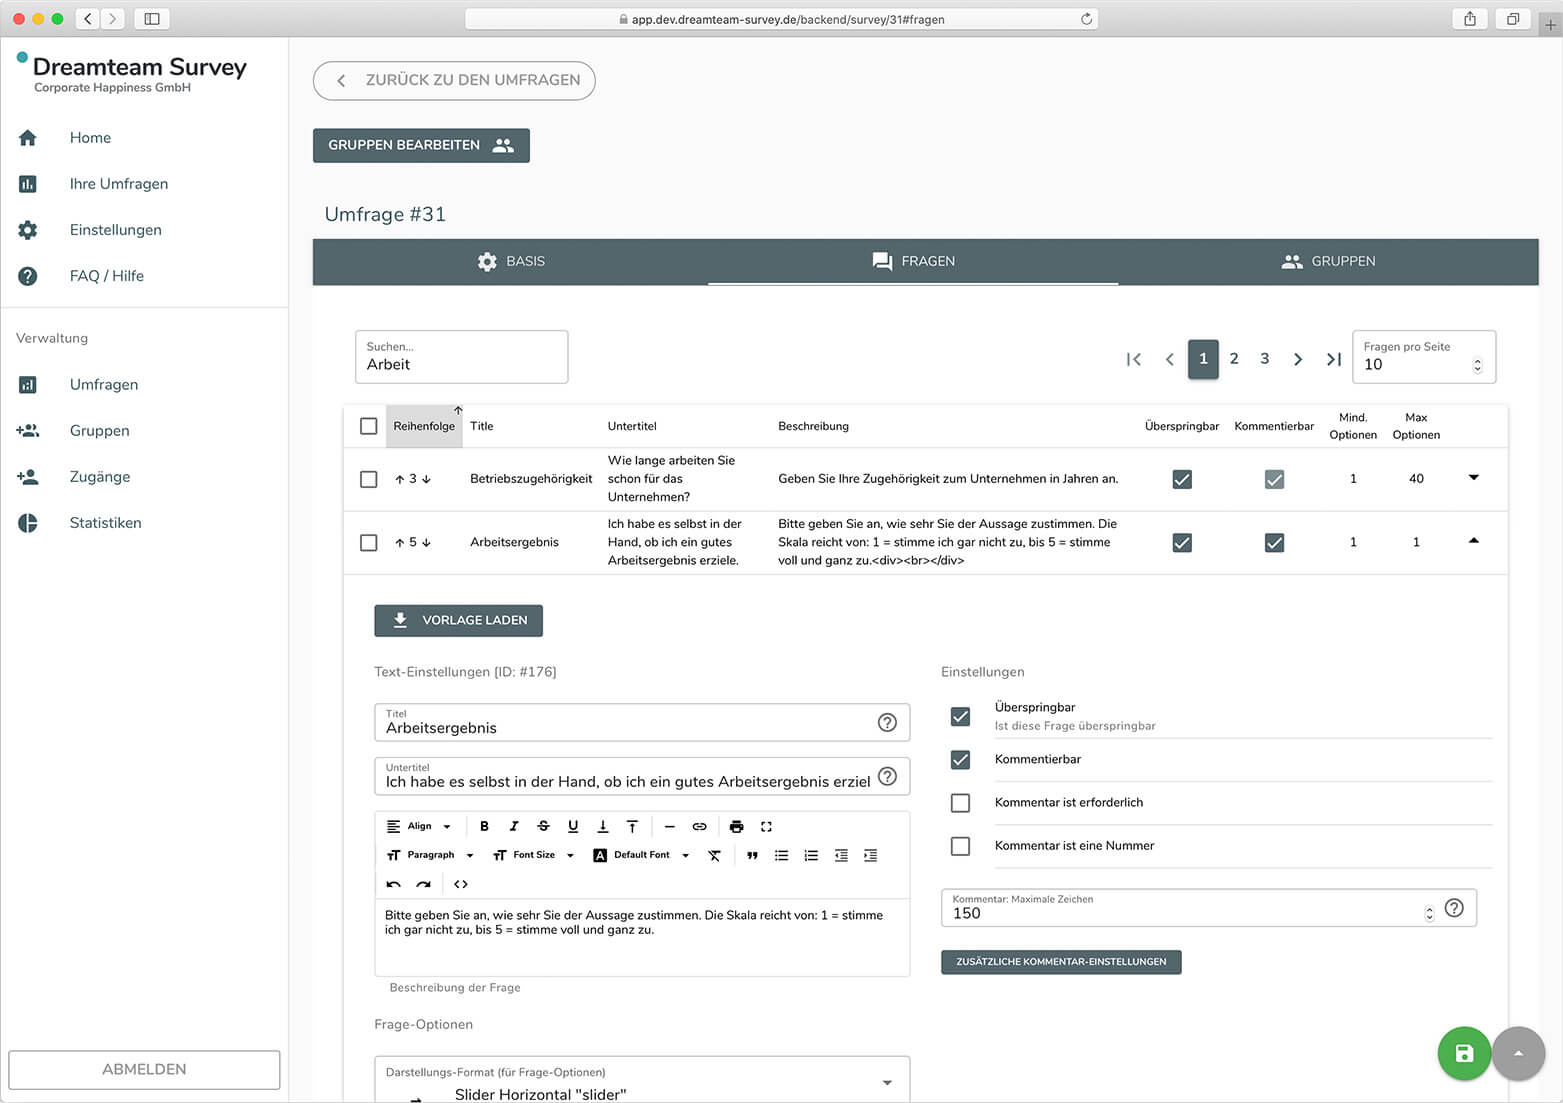 app.dev.dreamteam-survey.de/backend/survey/31#fragen
Dreamteam Survey
Corporate Happiness GmbH
Home
Ihre Umfragen
Einstellungen
FAQ / Hilfe
Verwaltung
Umfragen
Gruppen
Zugänge
Statistiken
ABMELDEN
ZURÜCK ZU DEN UMFRAGEN
GRUPPEN BEARBEITEN
Umfrage #31
BASIS FRAGEN GRUPPEN
Suchen...
Arbeit
1 2 3
Fragen pro Seite
10
Reihenfolge Title Untertitel Beschreibung Überspringbar Kommentierbar Mind. Optionen Max Optionen
3 Betriebszugehörigkeit
Wie lange arbeiten Sie
schon für das
Unternehmen?
Geben Sie Ihre Zugehörigkeit zum Unternehmen in Jahren an.
1 40
5 Arbeitsergebnis
Ich habe es selbst in der
Hand, ob ich ein gutes
Arbeitsergebnis erziele.
Bitte geben Sie an, wie sehr Sie der Aussage zustimmen. Die
Skala reicht von: 1 = stimme ich gar nicht zu, bis 5 = stimme
voll und ganz zu.<div><br></div>
1 1
VORLAGE LADEN
Text-Einstellungen [ID: #176]
Titel
Arbeitsergebnis
Untertitel
Ich habe es selbst in der Hand, ob ich ein gutes Arbeitsergebnis erziel
Align B I S U
Paragraph Font Size A Default Font
Bitte geben Sie an, wie sehr Sie der Aussage zustimmen. Die Skala reicht von: 1 = stimme
ich gar nicht zu, bis 5 = stimme voll und ganz zu.
Beschreibung der Frage
Frage-Optionen
Darstellungs-Format (für Frage-Optionen)
Slider Horizontal "slider"
Einstellungen
Überspringbar
Ist diese Frage überspringbar
Kommentierbar
Kommentar ist erforderlich
Kommentar ist eine Nummer
Kommentar: Maximale Zeichen
150
ZUSÄTZLICHE KOMMENTAR-EINSTELLUNGEN